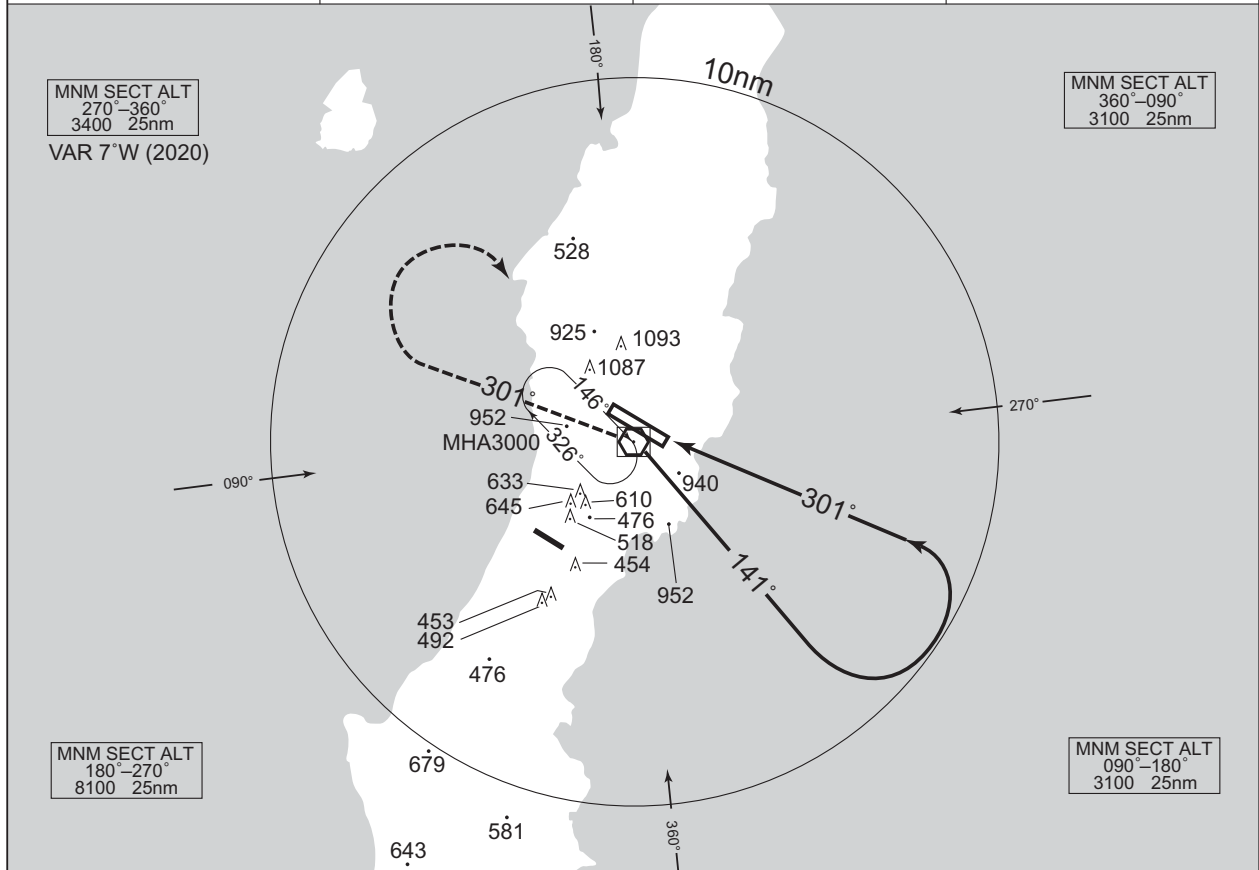 180°
10nm
MNM SECT ALT
270°–360°
3400 25nm
VAR 7°W (2020)
MNM SECT ALT
360°–090°
3100 25nm
528
925
1093
1087
301°
146°
952
MHA3000
326°
270°
090°
940
633
645
610
476
518
454
301°
141°
952
453
492
476
679
MNM SECT ALT
180°–270°
8100 25nm
MNM SECT ALT
090°–180°
3100 25nm
581
643
360°